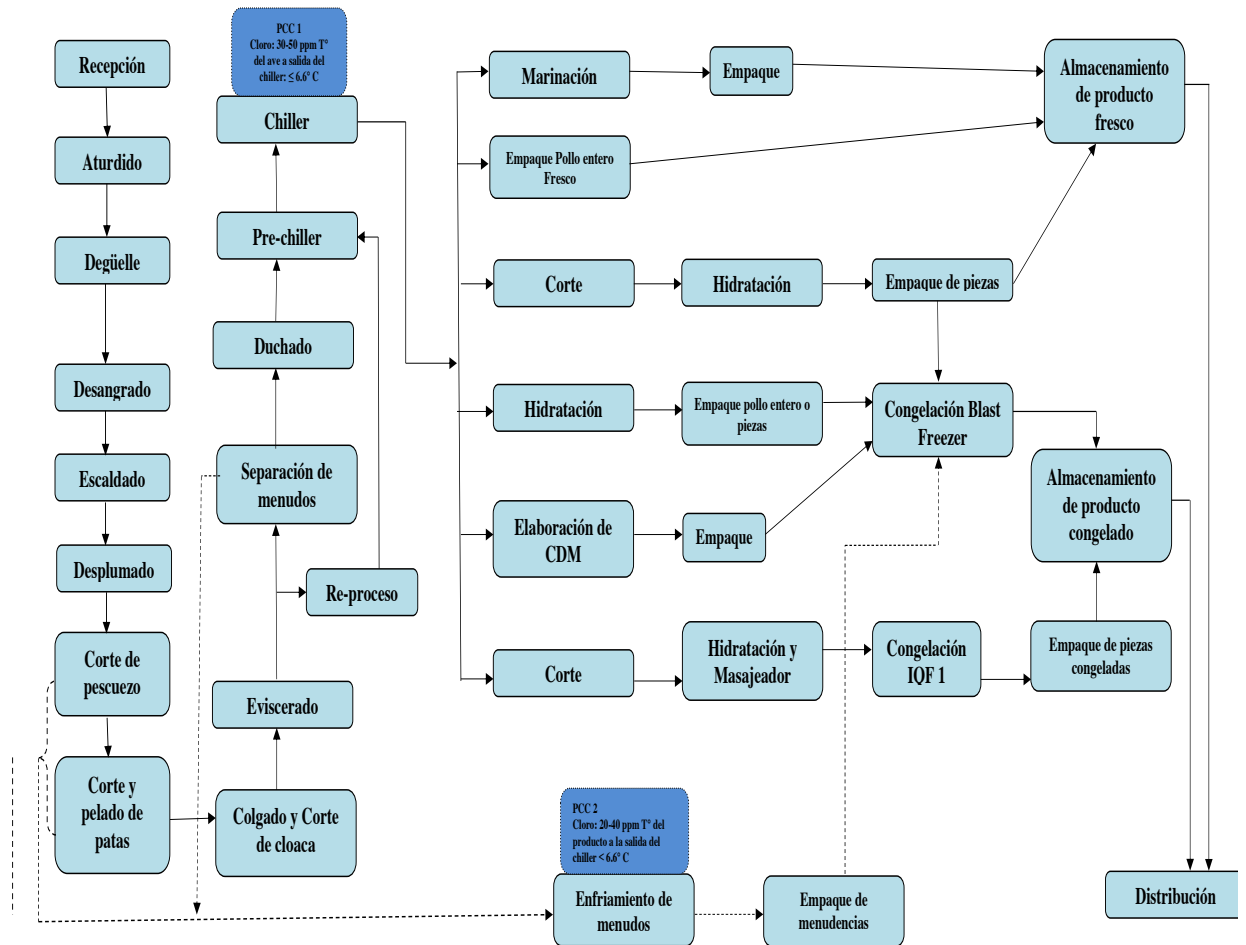 Recepción
Aturdido
Degüelle
Desangrado
Escaldado
Desplumado
Corte de
pescuezo
Corte y
pelado de
patas
Colgado y Corte
de cloaca
Eviscerado
Re-proceso
Separación de
menudos
Duchado
Pre-chiller
Chiller
PCC 1
Cloro: 30-50 ppm T°
del ave a salida del
chiller: ≤ 6.6° C
Marinación
Empaque
Empaque Pollo entero
Fresco
Corte
Hidratación
Empaque de piezas
Almacenamiento
de producto
fresco
Hidratación
Empaque pollo entero o
piezas
Congelación Blast
Freezer
Elaboración de
CDM
Empaque
Almacenamiento
de producto
congelado
Corte
Hidratación y
Masajeador
Congelación
IQF 1
Empaque de piezas
congeladas
PCC 2
Cloro: 20-40 ppm T° del
producto a la salida del
chiller < 6.6° C
Enfriamiento de
menudos
Empaque de
menudencias
Distribución